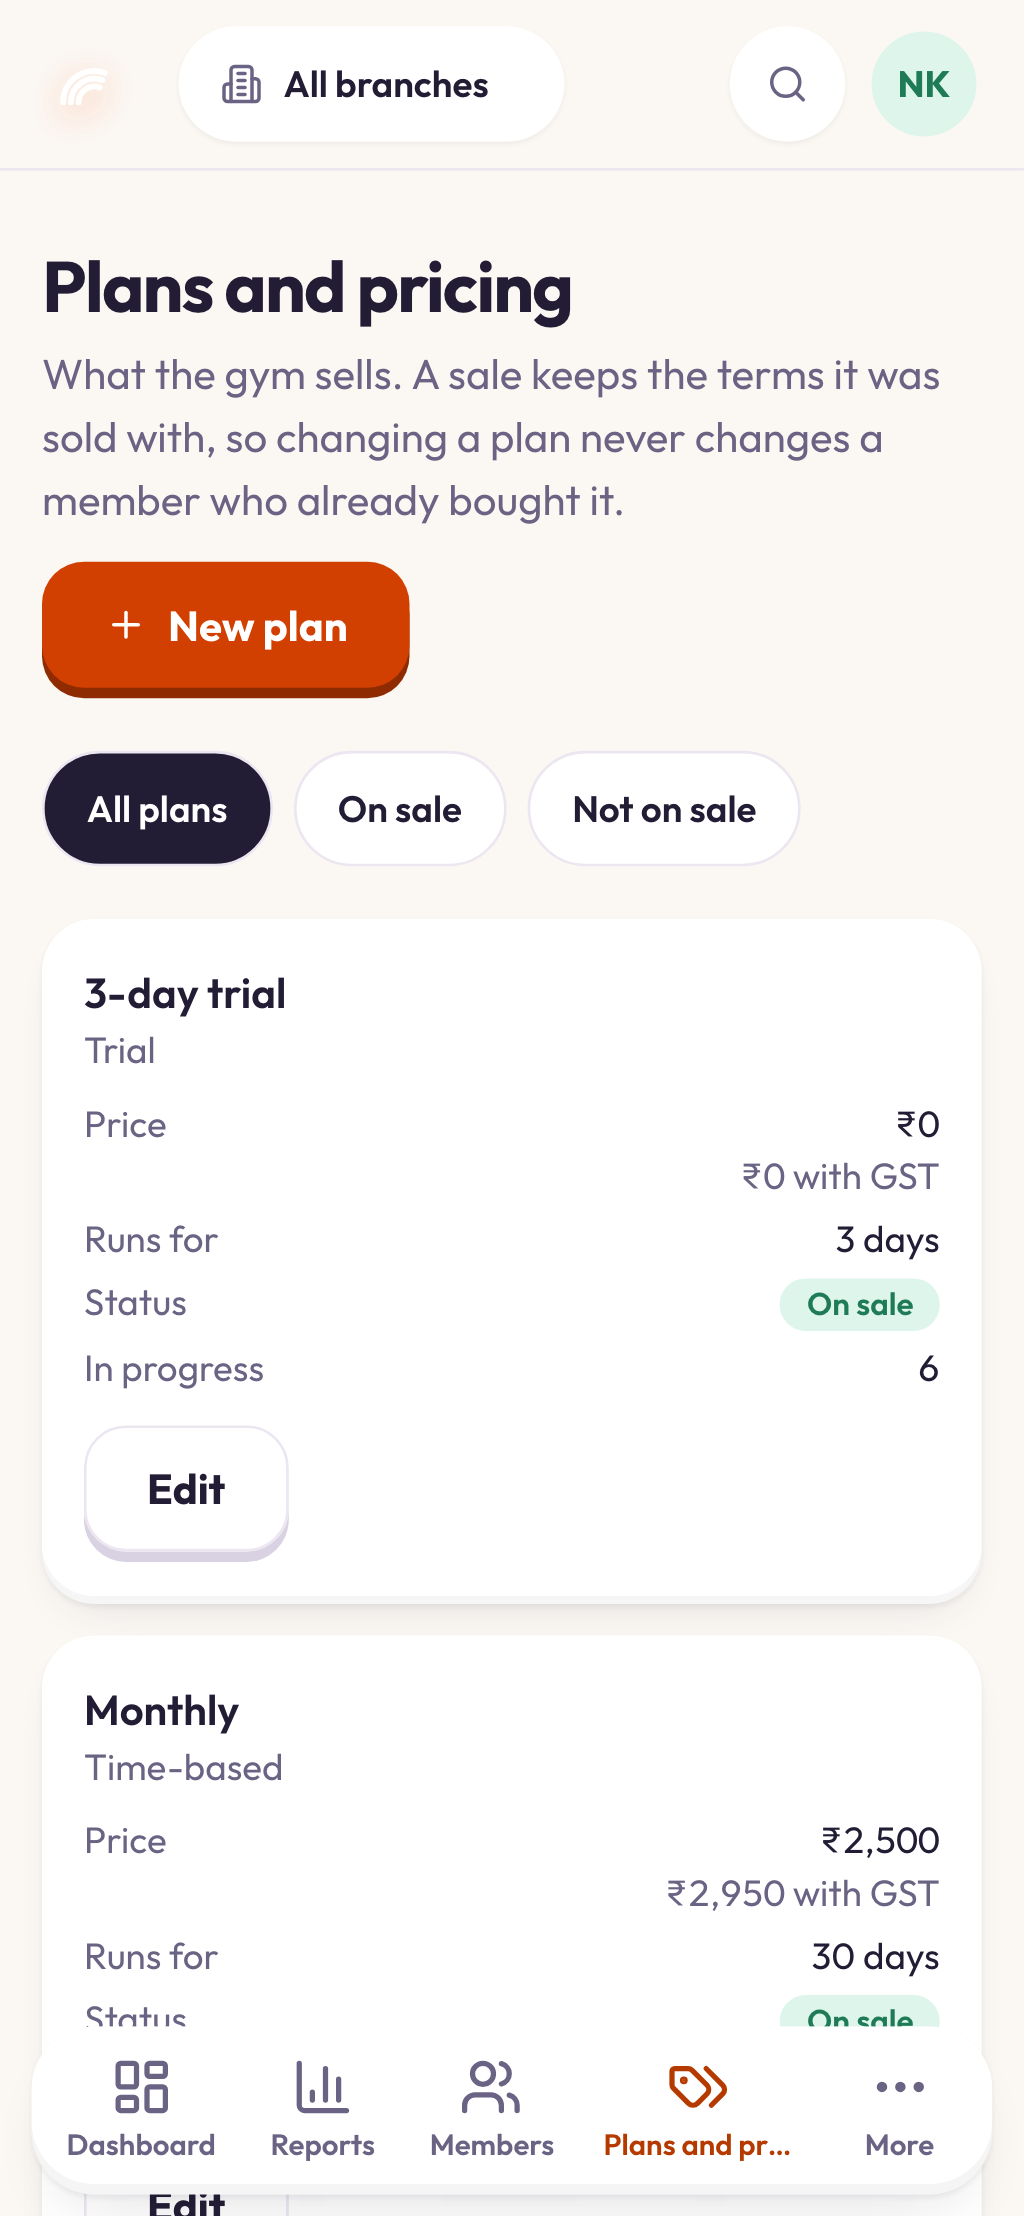 All branches
NK
Plans and pricing
What the gym sells. A sale keeps the terms it was
sold with, so changing a plan never changes a
member who already bought it.
New plan
All plans
On sale
Not on sale
3-day trial
Trial
Price
₹0
₹0 with GST
Runs for
3 days
Status
On sale
In progress
6
Edit
Monthly
Time-based
Price
₹2,500
₹2,950 with GST
Runs for
30 days
Status
On sale
Dashboard
Reports
Members
Plans and pr...
More
Edit